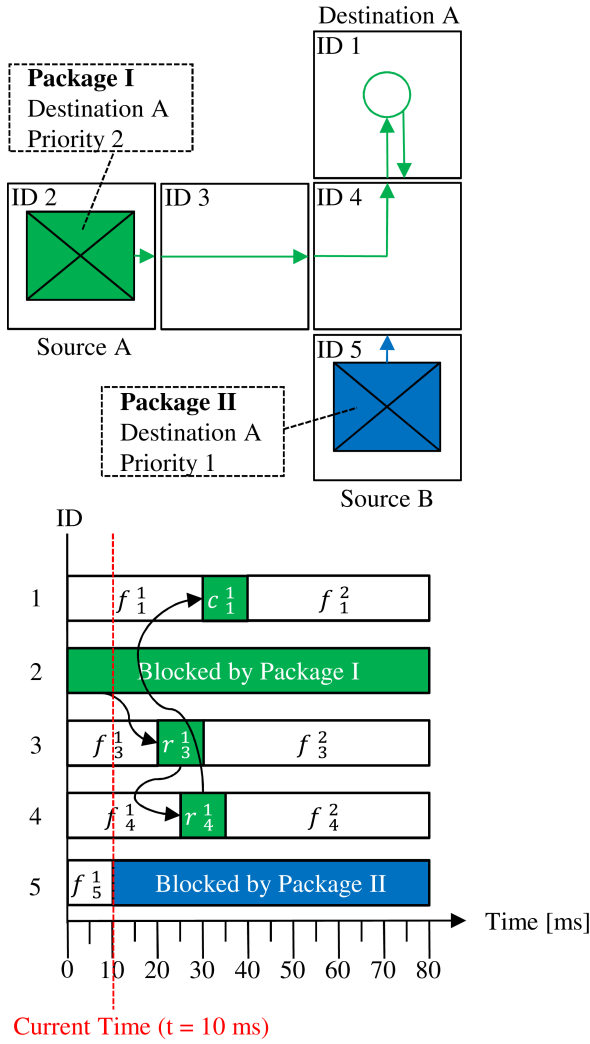 Destination A
ID 1
Package I
Destination A
Priority 2
ID 2
ID 3
ID 4
Source A
ID 5
Package II
Destination A
Priority 1
Source B
ID
1
f 1 1
c 1 1
f 2 1
2
Blocked by Package I
3
f 1 3
r 1 3
f 2 3
4
f 1 4
r 1 4
f 2 4
5
f 1 5
Blocked by Package II
Time [ms]
0 10 20 30 40 50 60 70 80
Current Time (t = 10 ms)